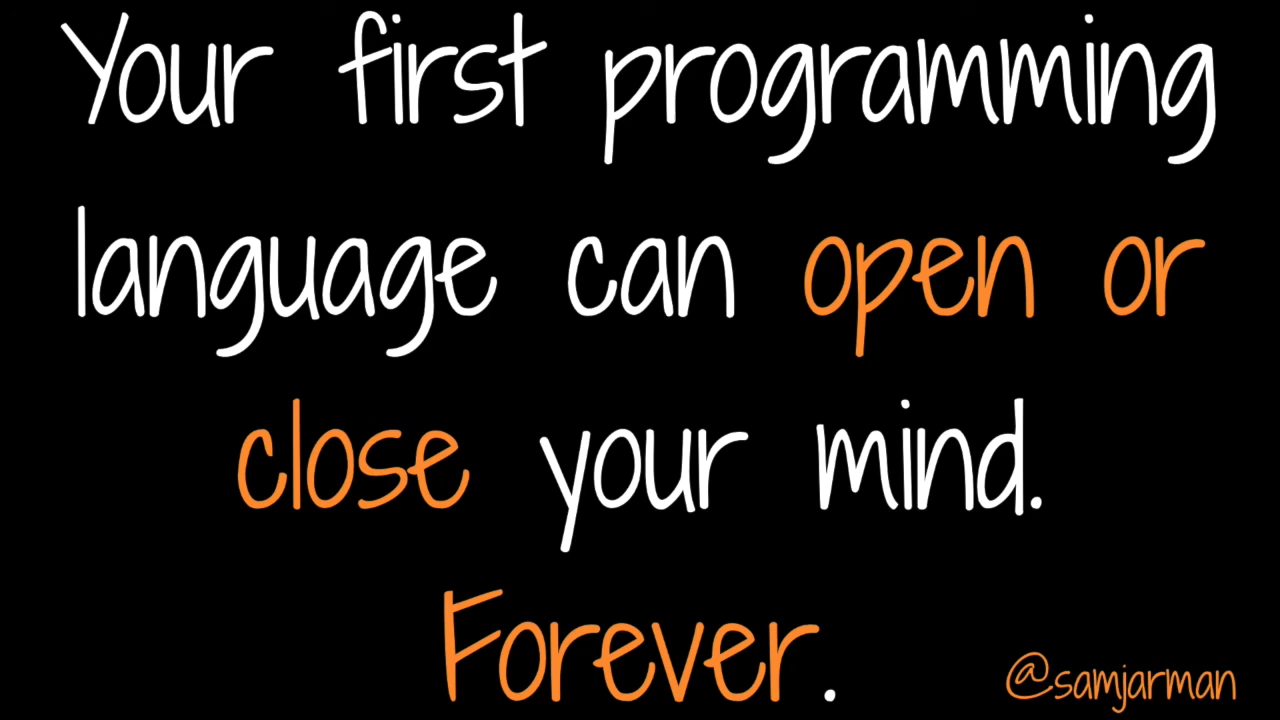 Your first programming
language can open or
close your mind.
Forever.
@samjarman